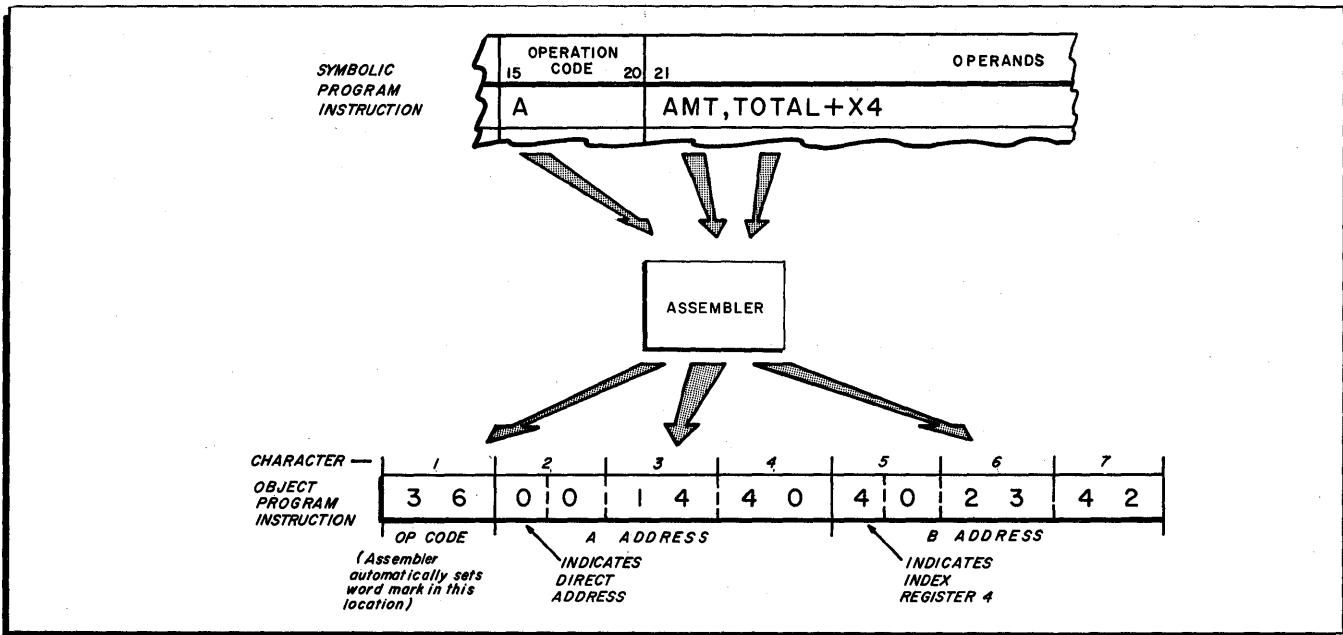 SYMBOLIC
PROGRAM
INSTRUCTION
OPERATION
CODE
15 20 21
OPERANDS
A AMT,TOTAL+X4
ASSEMBLER
CHARACTER — 1 2 3 4 5 6 7
OBJECT
PROGRAM
INSTRUCTION
3 6 0 0 1 4 4 0 4 0 2 3 4 2
OP CODE A ADDRESS B ADDRESS
(Assembler
automatically sets
word mark in this
location)
INDICATES
DIRECT
ADDRESS
INDICATES
INDEX
REGISTER 4